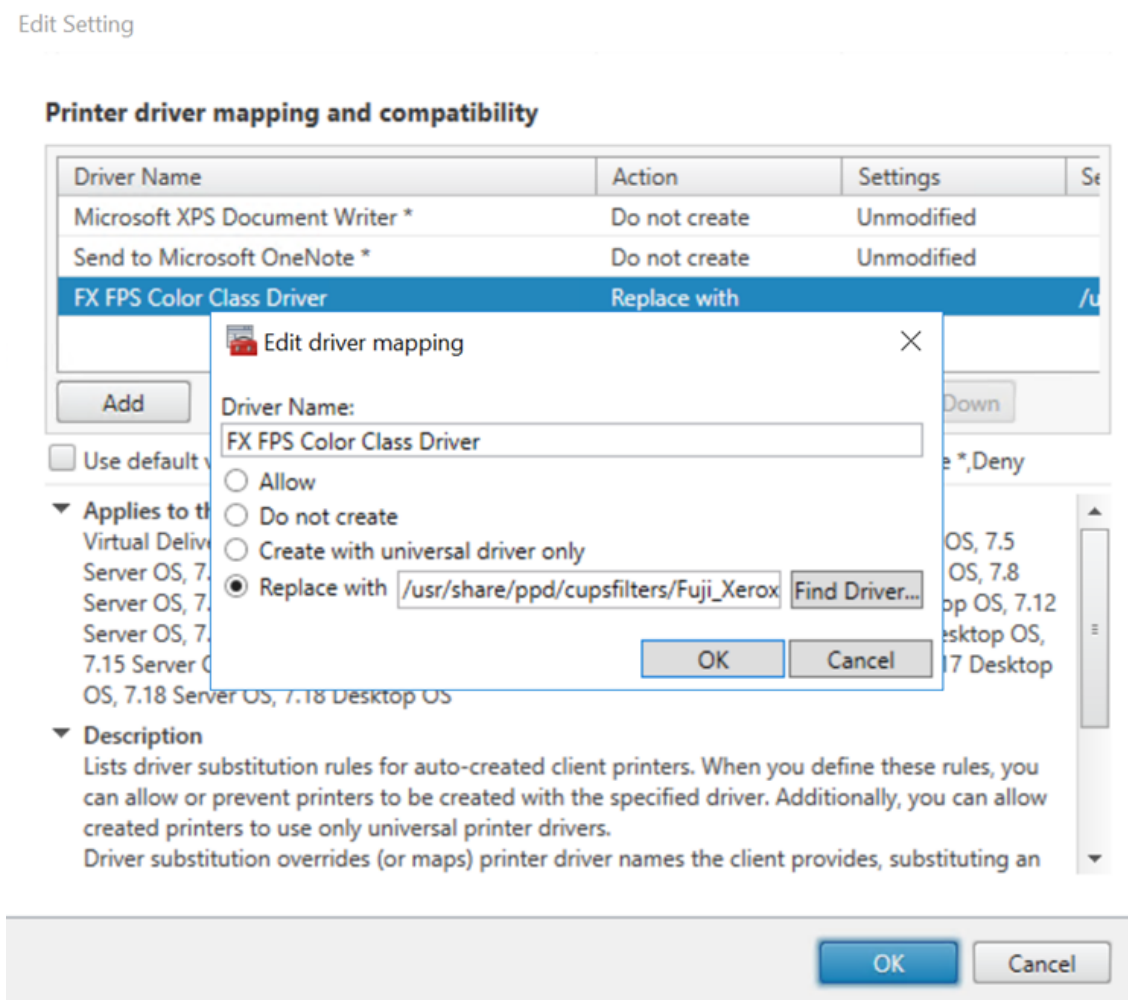 Edit Setting
Printer driver mapping and compatibility
Driver Name Action Settings
Microsoft XPS Document Writer * Do not create Unmodified
Send to Microsoft OneNote * Do not create Unmodified
FX FPS Color Class Driver Replace with /u
Edit driver mapping
Add Down
Driver Name:
FX FPS Color Class Driver
Use default *,Deny
Allow
Applies to
Do not create
Virtual OS, 7.5
Create with universal driver only
Server OS, 7. OS, 7.8
Replace with /usr/share/ppd/cupsfilters/Fuji_Xerox Find Driver...
Server OS, 7. OS, 7.12
Server OS, 7. OS,
OK Cancel
7.15 Server 17 Desktop
OS, 7.18 Server OS, 7.18 Desktop OS
Description
Lists driver substitution rules for auto-created client printers. When you define these rules, you
can allow or prevent printers to be created with the specified driver. Additionally, you can allow
created printers to use only universal printer drivers.
Driver substitution overrides (or maps) printer driver names the client provides, substituting an
OK Cancel